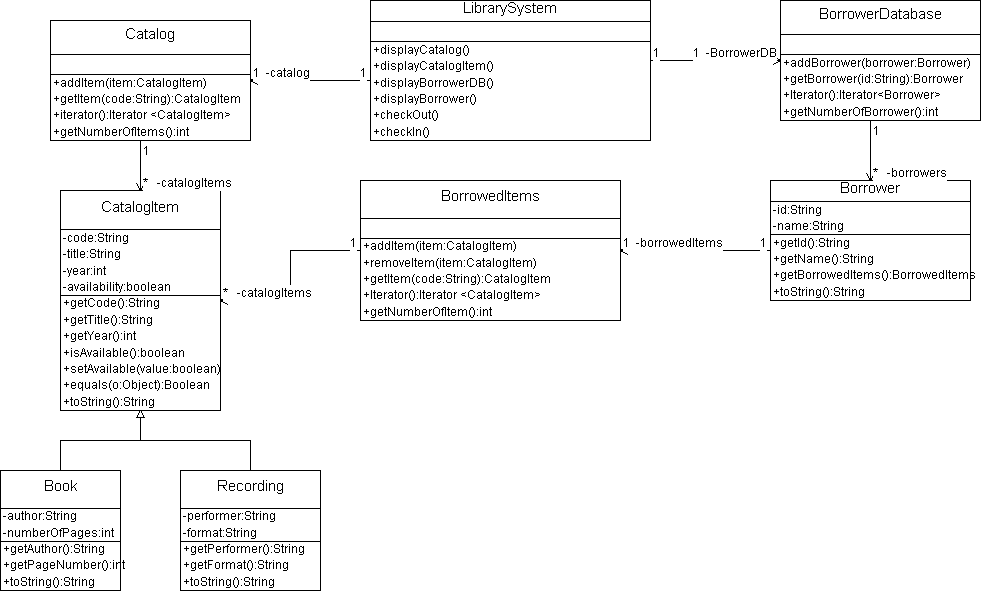 LibrarySystem
+displayCatalog()
+displayCatalogItem()
+displayBorrowerDB()
+displayBorrower()
+checkOut()
+checkIn()
Catalog
+addItem(item:CatalogItem)
+getItem(code:String):CatalogItem
+iterator():Iterator <CatalogItem>
+getNumberOfItems():int
1 -catalog 1
1 1 -BorrowerDB
BorrowerDatabase
+addBorrower(borrower:Borrower)
+getBorrower(id:String):Borrower
+Iterator():Iterator<Borrower>
+getNumberOfBorrower():int
1
* -catalogItems
1
* -borrowers
CatalogItem
-code:String
-title:String
-year:int
-availability:boolean
+getCode():String
+getTitle():String
+getYear():int
+isAvailable():boolean
+setAvailable(value:boolean)
+equals(o:Object):Boolean
+toString():String
1
* -catalogItems
BorrowedItems
+addItem(item:CatalogItem)
+removeItem(item:CatalogItem)
+getItem(code:String):CatalogItem
+Iterator():Iterator <CatalogItem>
+getNumberOfItem():int
1 -borrowedItems 1
Borrower
-id:String
-name:String
+getId():String
+getName():String
+getBorrowedItems():BorrowedItems
+toString():String
Book
-author:String
-numberOfPages:int
+getAuthor():String
+getPageNumber():int
+toString():String
Recording
-performer:String
-format:String
+getPerformer():String
+getFormat():String
+toString():String